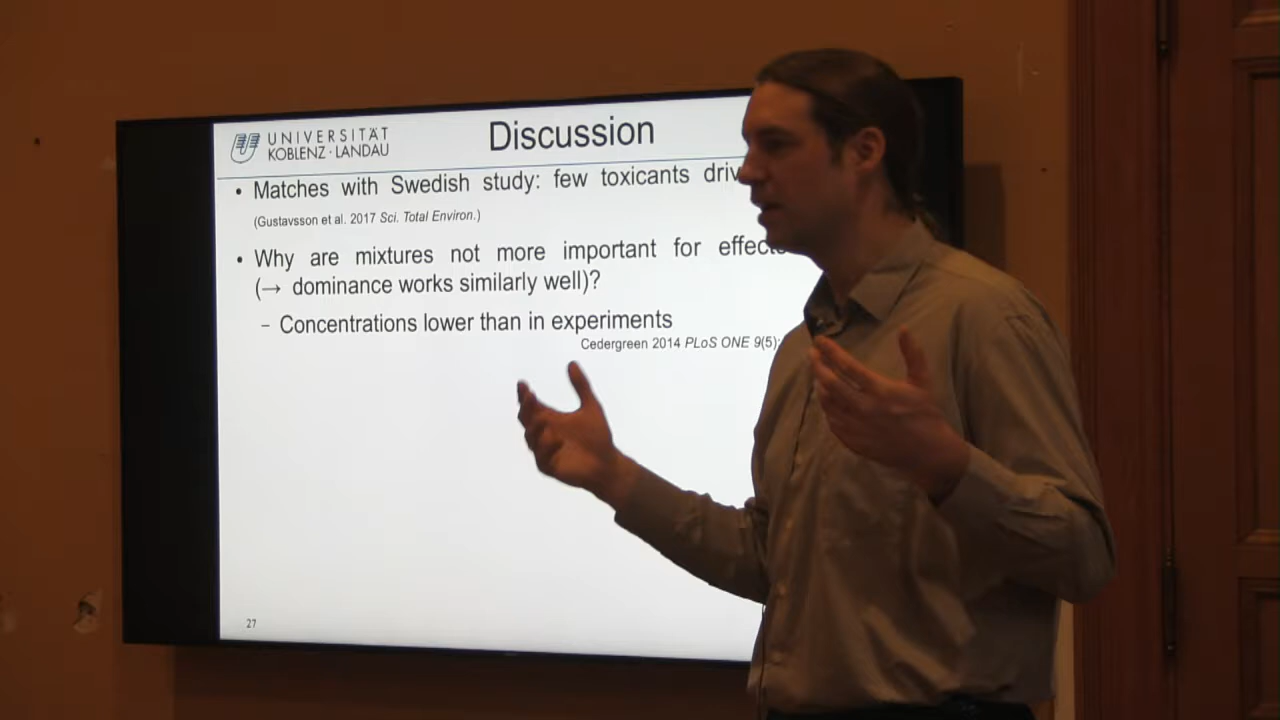 UNIVERSITÄT
KOBLENZ · LANDAU
Discussion
• Matches with Swedish study: few toxicants
(Gustavsson et al. 2017 Sci. Total Environ.)
• Why are mixtures not more important for
(→ dominance works similarly well)?
– Concentrations lower than in experiments
Cedergreen 2014 PLoS ONE 9(5):
27